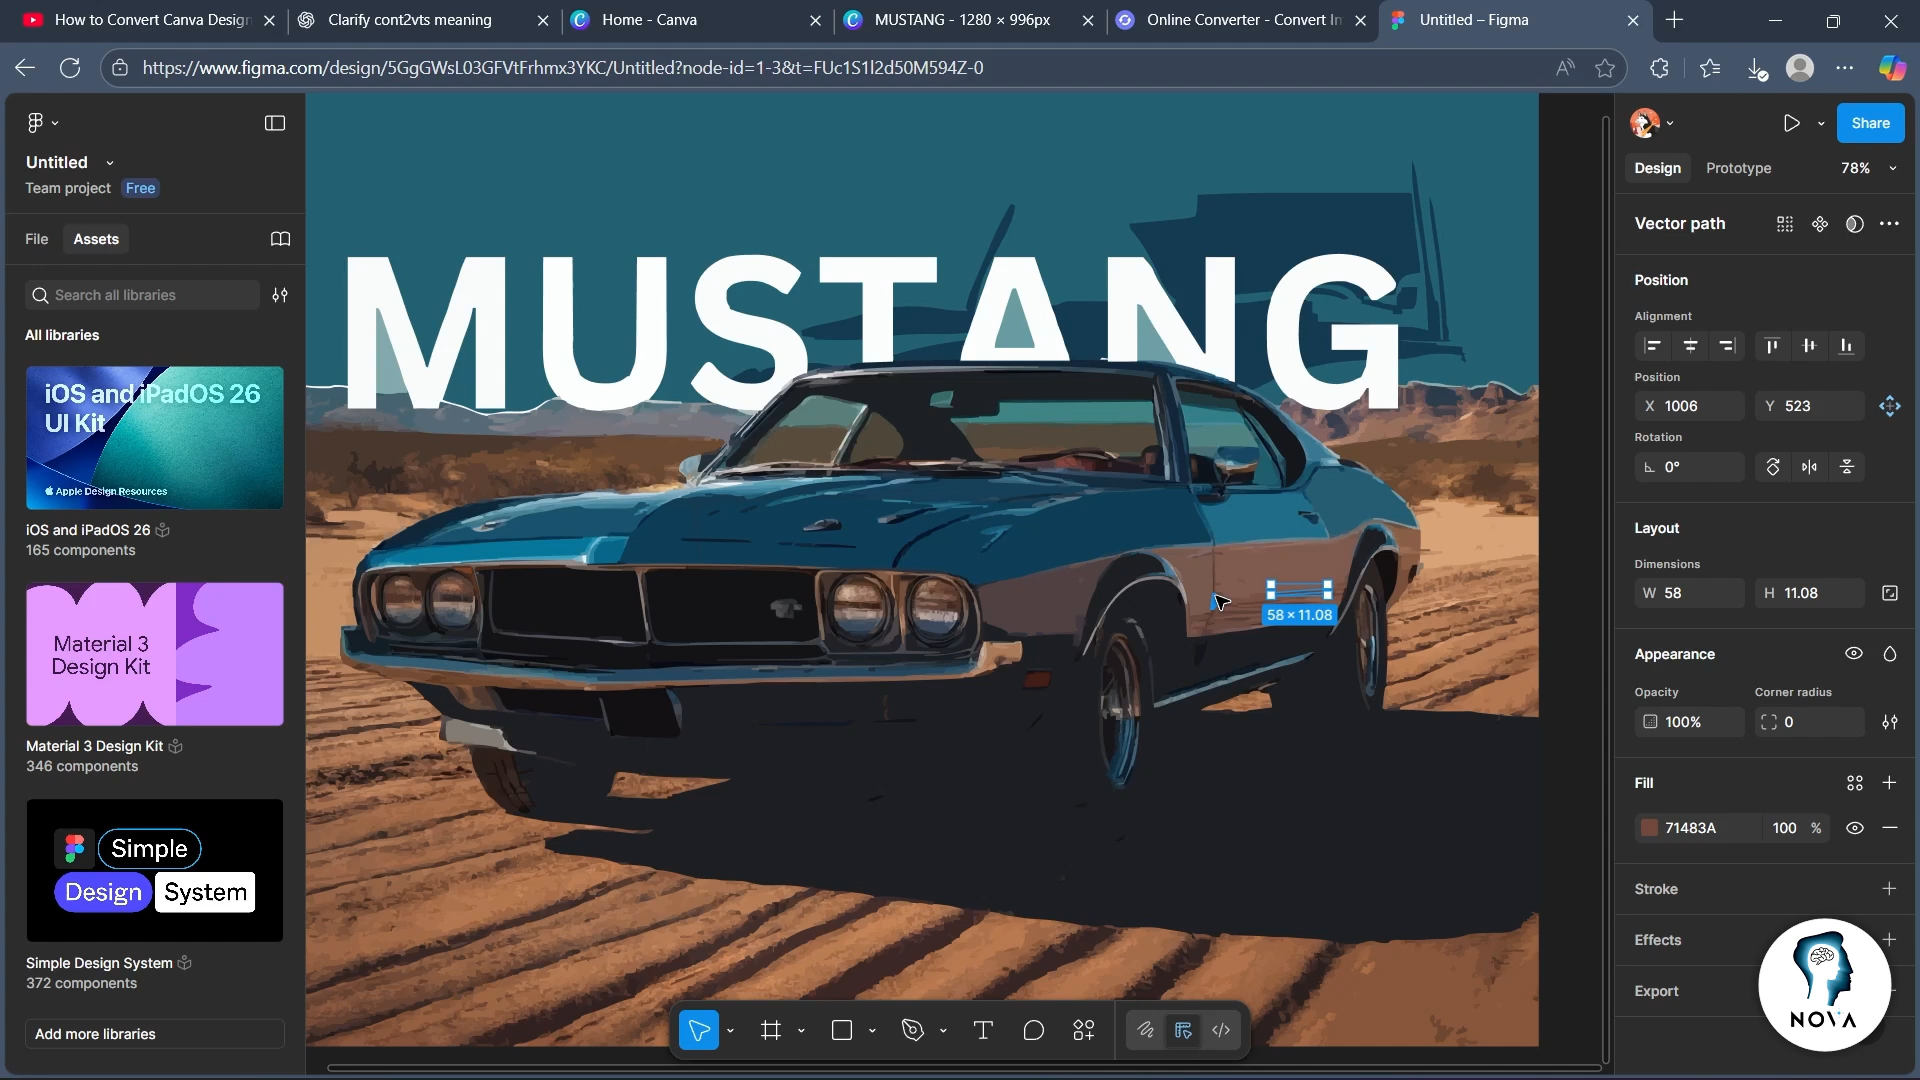 How to Convert Canva Design
Clarify cont2vts meaning
Home - Canva
MUSTANG - 1280 × 996px
Online Converter - Convert Im
Untitled – Figma
https://www.figma.com/design/5GgGWsL03GFVtFrhmx3YKC/Untitled?node-id=1-3&t=FUc1S1l2d50M594Z-0
Untitled
Team project Free
File Assets
Search all libraries
All libraries
iOS and iPadOS 26
UI Kit
Apple Design Resources
iOS and iPadOS 26
165 components
Material 3
Design Kit
Material 3 Design Kit
346 components
Simple
Design System
Simple Design System
372 components
Add more libraries
MUSTANG
58 × 11.08
Share
Design Prototype 78%
Vector path
Position
Alignment
Position
X 1006 Y 523
Rotation
0°
Layout
Dimensions
W 58 H 11.08
Appearance
Opacity Corner radius
100% 0
Fill
71483A 100 %
Stroke
Effects
Export
NOVA